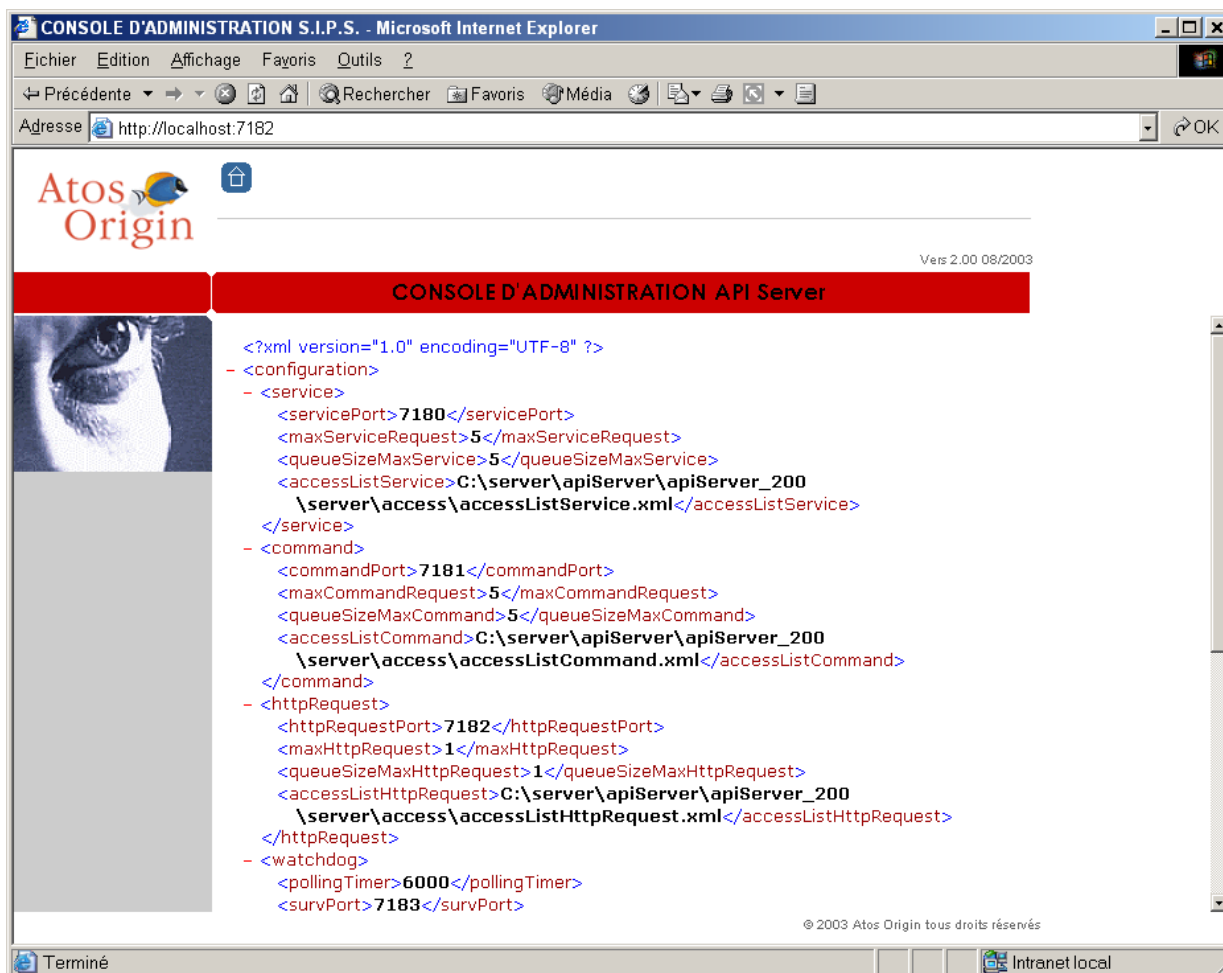 CONSOLE D'ADMINISTRATION S.I.P.S. - Microsoft Internet Explorer
Fichier Edition Affichage Favoris Outils ?
Précédente Rechercher Favoris Média
Adresse http://localhost:7182 OK
Atos
Origin
Vers 2.00 08/2003
CONSOLE D'ADMINISTRATION API Server
<?xml version="1.0" encoding="UTF-8" ?>
- <configuration>
- <service>
<servicePort>7180</servicePort>
<maxServiceRequest>5</maxServiceRequest>
<queueSizeMaxService>5</queueSizeMaxService>
<accessListService>C:\server\apiServer\apiServer_200
\server\access\accessListService.xml</accessListService>
</service>
- <command>
<commandPort>7181</commandPort>
<maxCommandRequest>5</maxCommandRequest>
<queueSizeMaxCommand>5</queueSizeMaxCommand>
<accessListCommand>C:\server\apiServer\apiServer_200
\server\access\accessListCommand.xml</accessListCommand>
</command>
- <httpRequest>
<httpRequestPort>7182</httpRequestPort>
<maxHttpRequest>1</maxHttpRequest>
<queueSizeMaxHttpRequest>1</queueSizeMaxHttpRequest>
<accessListHttpRequest>C:\server\apiServer\apiServer_200
\server\access\accessListHttpRequest.xml</accessListHttpRequest>
</httpRequest>
- <watchdog>
<pollingTimer>6000</pollingTimer>
<survPort>7183</survPort>
© 2003 Atos Origin tous droits réservés
Terminé Intranet local